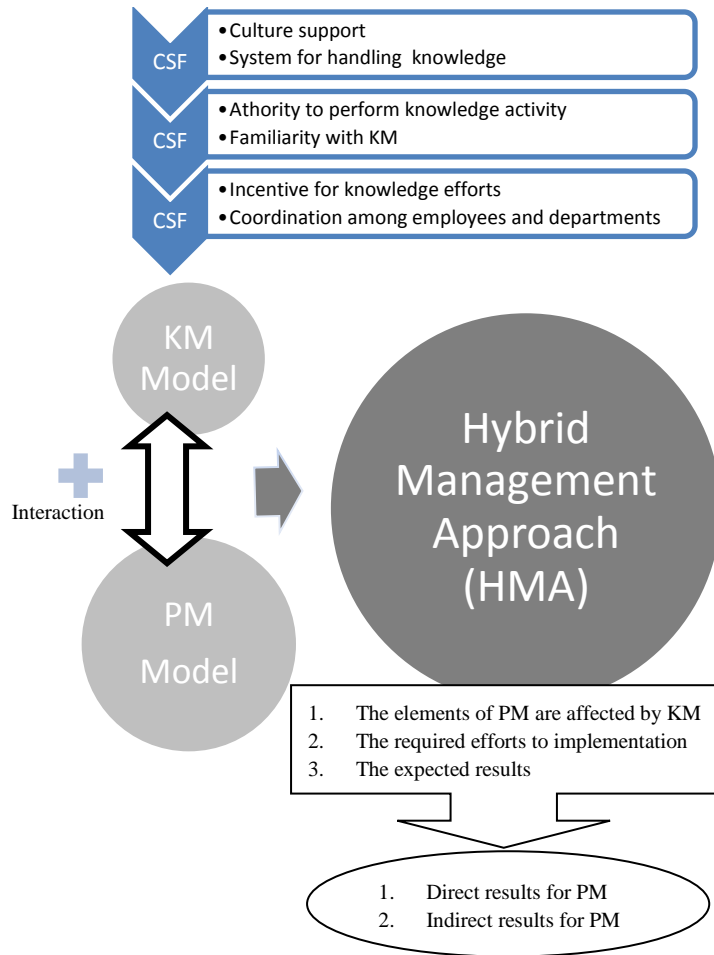 CSF
•Culture support
•System for handling knowledge
CSF
•Athority to perform knowledge activity
•Familiarity with KM
CSF
•Incentive for knowledge efforts
•Coordination among employees and departments
KM
Model
Interaction
PM
Model
Hybrid
Management
Approach
(HMA)
1. The elements of PM are affected by KM
2. The required efforts to implementation
3. The expected results
1. Direct results for PM
2. Indirect results for PM